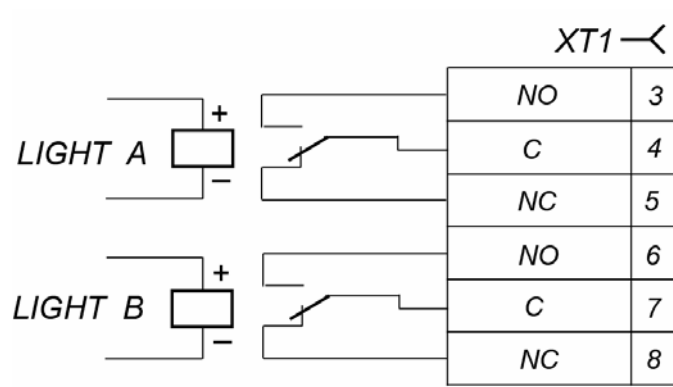 XT1
NO 3
+
LIGHT A
C 4
−
NC 5
NO 6
+
LIGHT B
C 7
−
NC 8